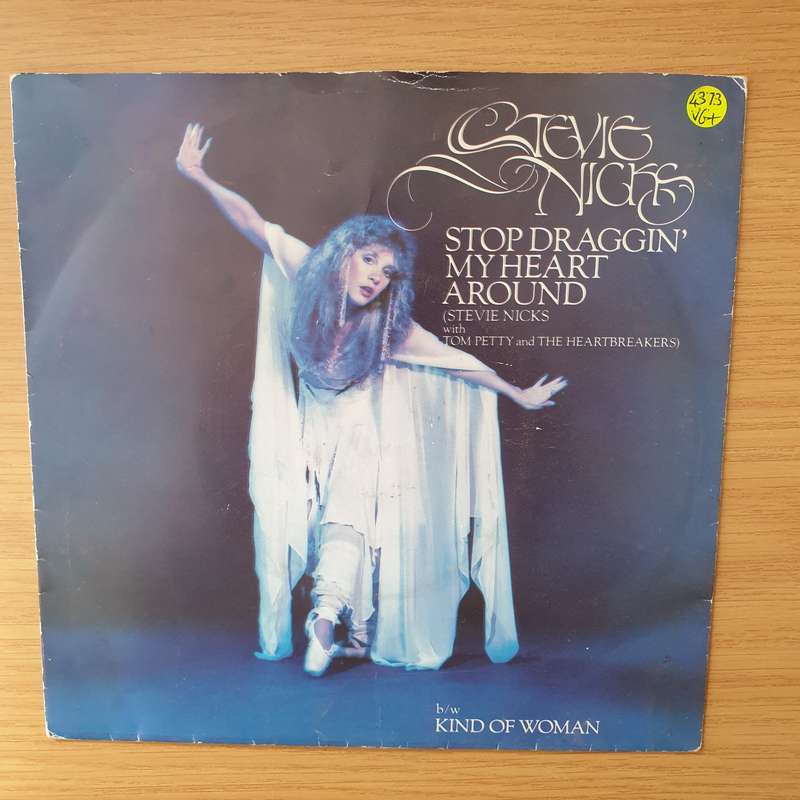 4373
VG+
STEVIE
NICKS
STOP DRAGGIN'
MY HEART
AROUND
(STEVIE NICKS
with
TOM PETTY and THE HEARTBREAKERS)
b/w
KIND OF WOMAN